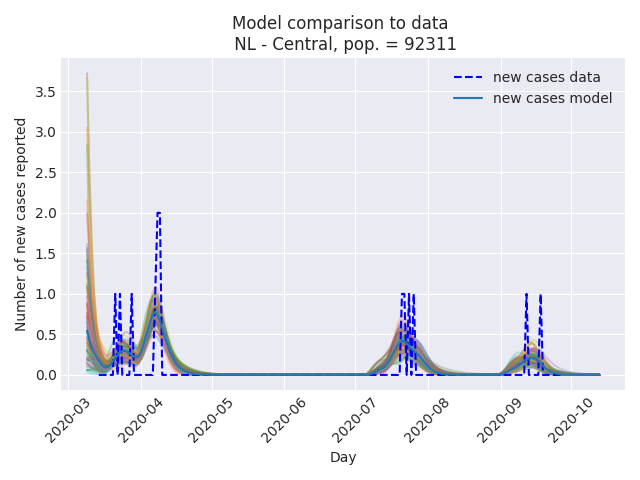 Model comparison to data
NL - Central, pop. = 92311
new cases data
new cases model
Number of new cases reported
3.5
3.0
2.5
2.0
1.5
1.0
0.5
0.0
2020-03
2020-04
2020-05
2020-06
2020-07
2020-08
2020-09
2020-10
Day